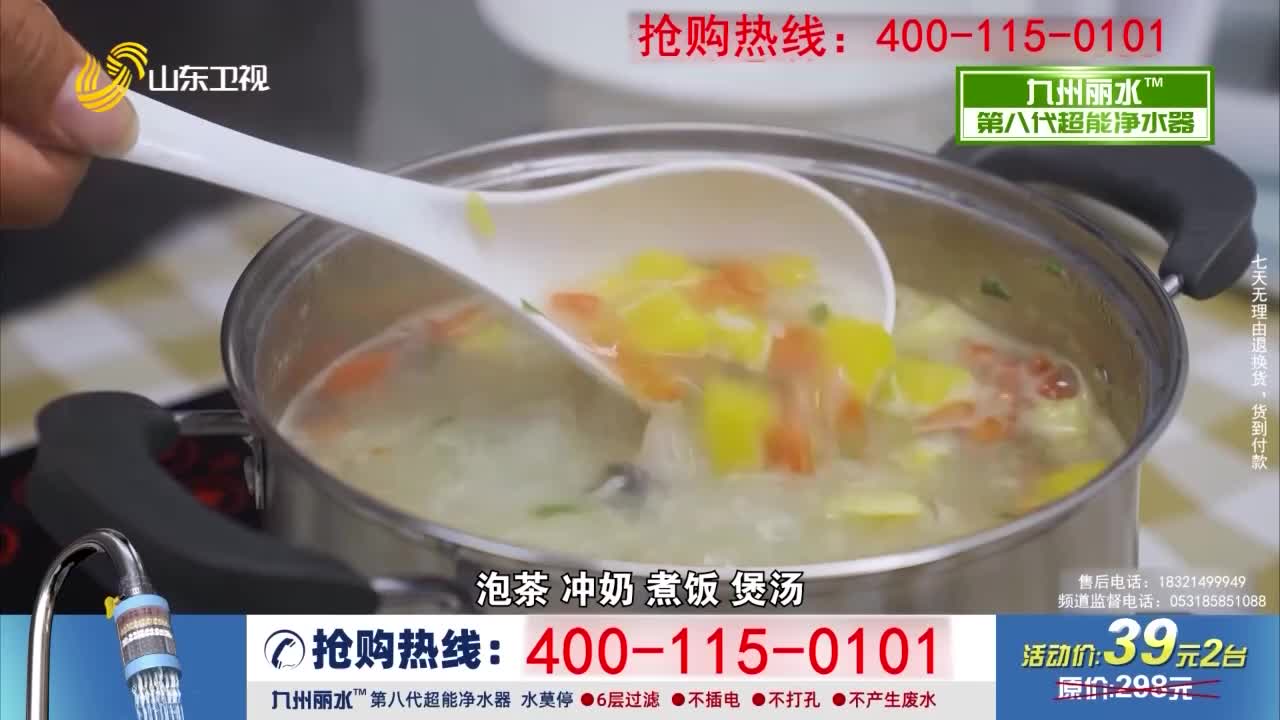 抢购热线：400-115-0101
山东卫视
九州丽水™
第八代超能净水器
七天无理由退换货，货到付款
泡茶 冲奶 煮饭 煲汤
售后电话：18321499949
频道监督电话：053185851088
抢购热线：400-115-0101
活动价：39元2台
原价：298元
九州丽水™第八代超能净水器 水莫停 ●6层过滤 ●不插电 ●不打孔 ●不产生废水